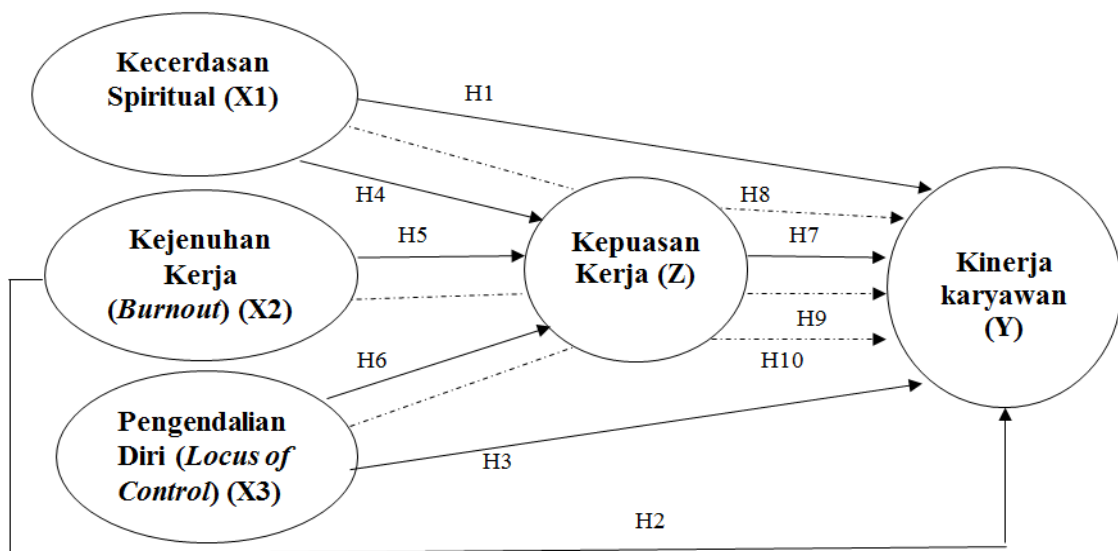 Kecerdasan
Spiritual (X1)
H1
H4
H8
Kejenuhan
Kerja
(Burnout) (X2)
H5
Kepuasan
Kerja (Z)
H7
Kinerja
karyawan
(Y)
H9
H6
H10
Pengendalian
Diri (Locus of
Control) (X3)
H3
H2